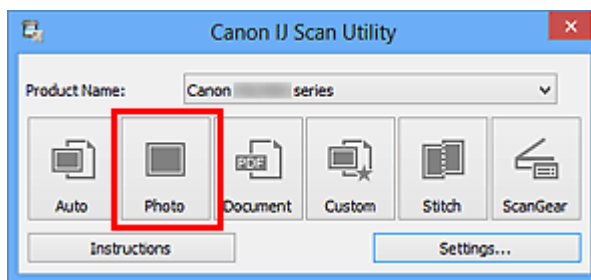 Canon IJ Scan Utility
Product Name: Canon series
PDF
Auto Photo Document Custom Stitch ScanGear
Instructions Settings...